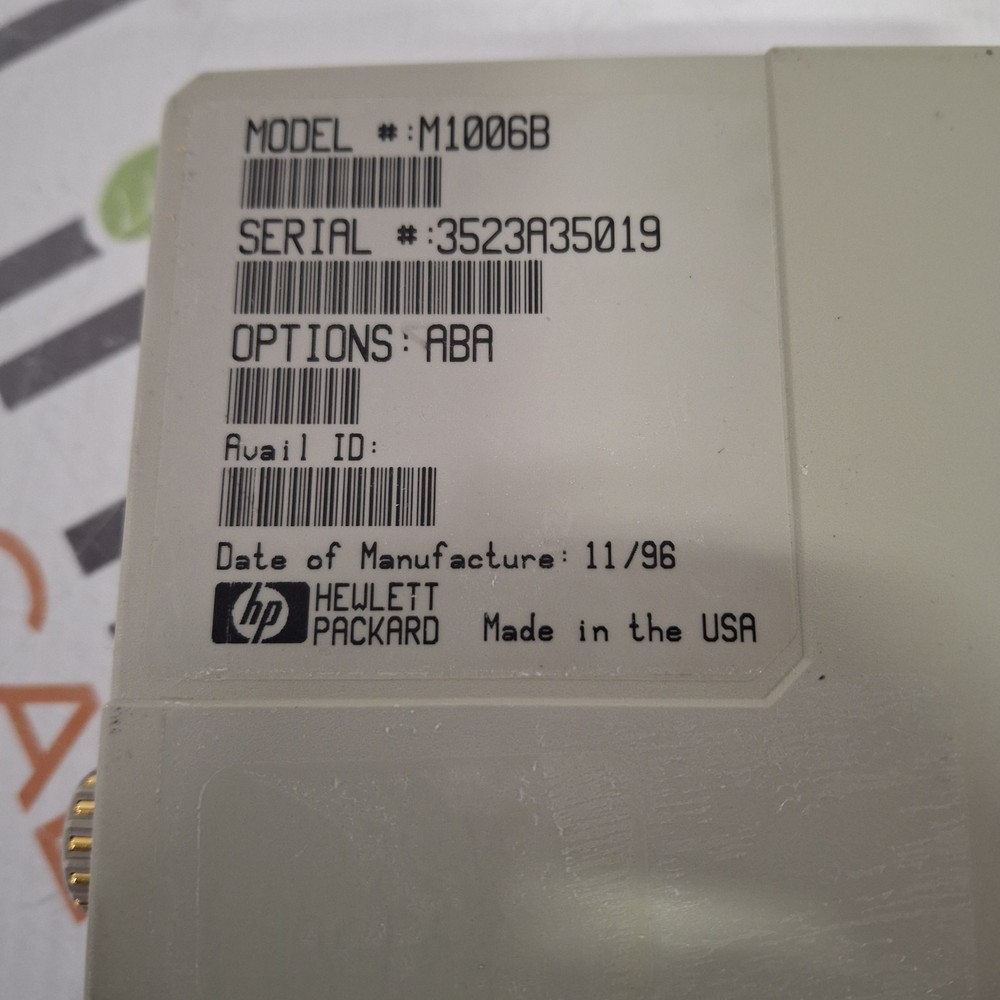 MODEL #:M1006B
SERIAL #:3523A35019
OPTIONS: ABA
Avail ID:
Date of Manufacture: 11/96
hp HEWLETT PACKARD
Made in the USA